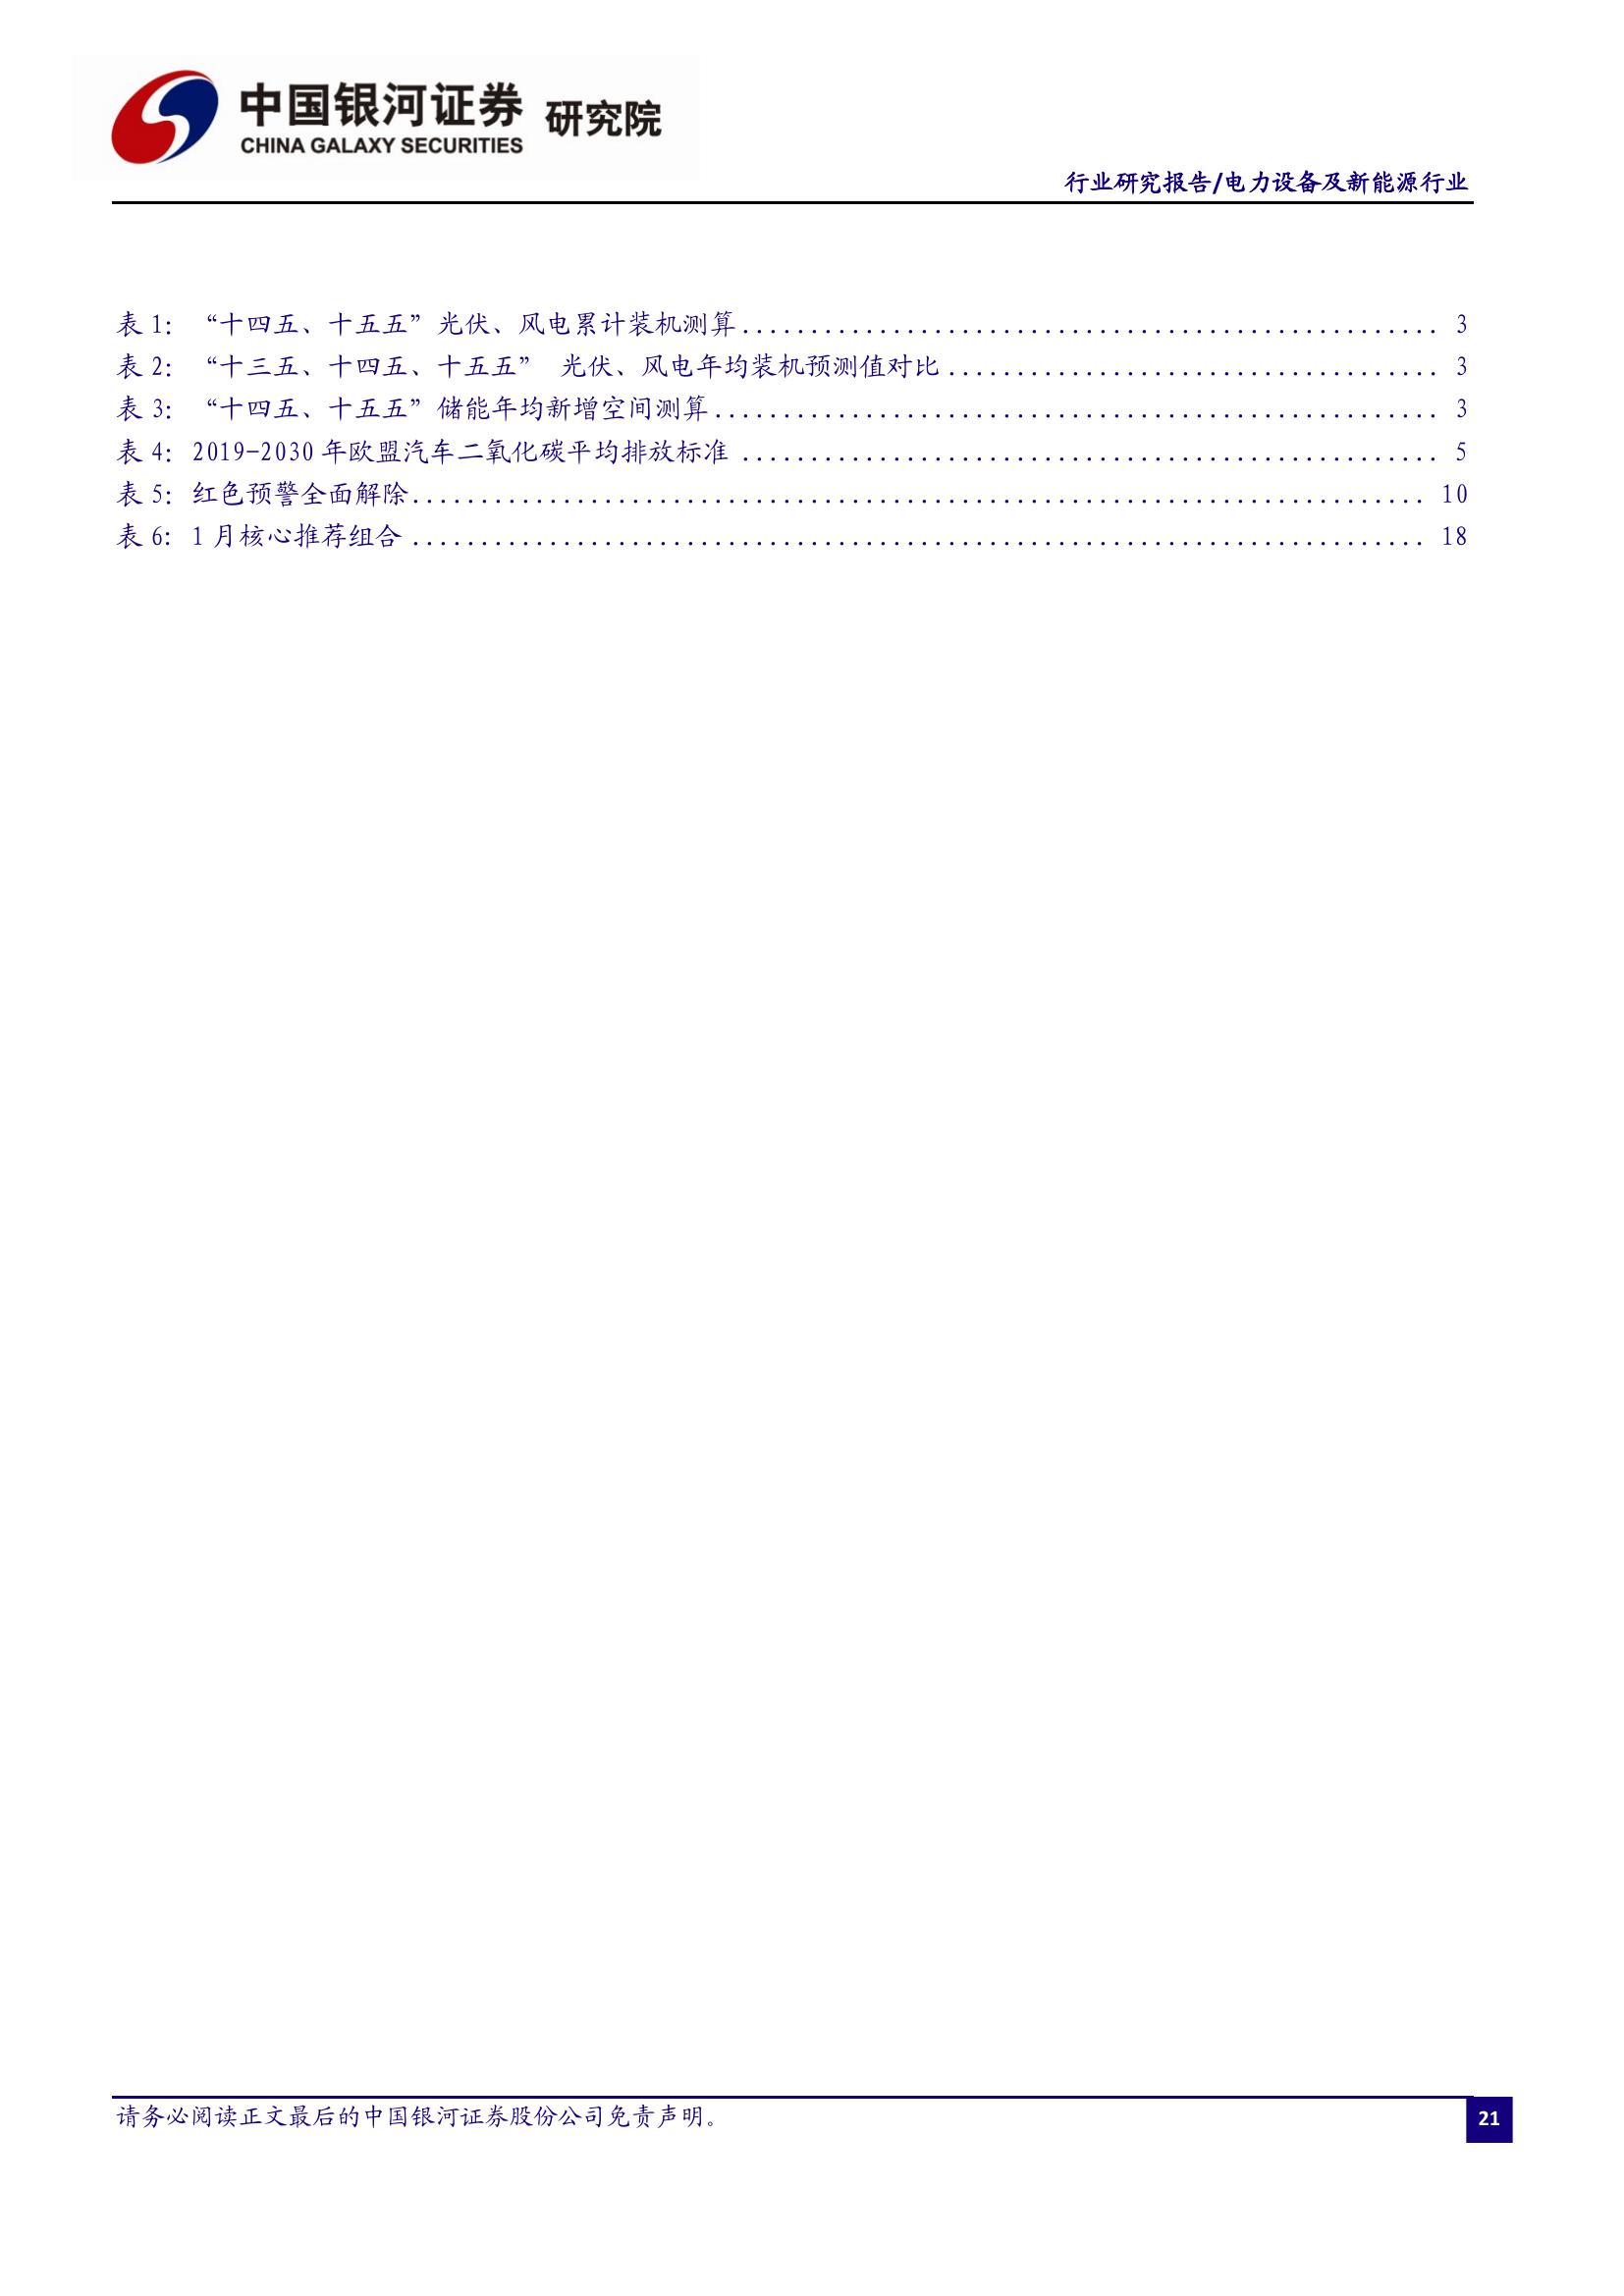 中国银河证券 研究院
CHINA GALAXY SECURITIES
行业研究报告/电力设备及新能源行业
表 1: “十四五、十五五”光伏、风电累计装机测算.................................................... 3
表 2: “十三五、十四五、十五五” 光伏、风电年均装机预测值对比.................................... 3
表 3: “十四五、十五五”储能年均新增空间测算..................................................... 3
表 4: 2019-2030 年欧盟汽车二氧化碳平均排放标准 ................................................... 5
表 5: 红色预警全面解除.......................................................................... 10
表 6: 1 月核心推荐组合 .......................................................................... 18
请务必阅读正文最后的中国银河证券股份公司免责声明。
21